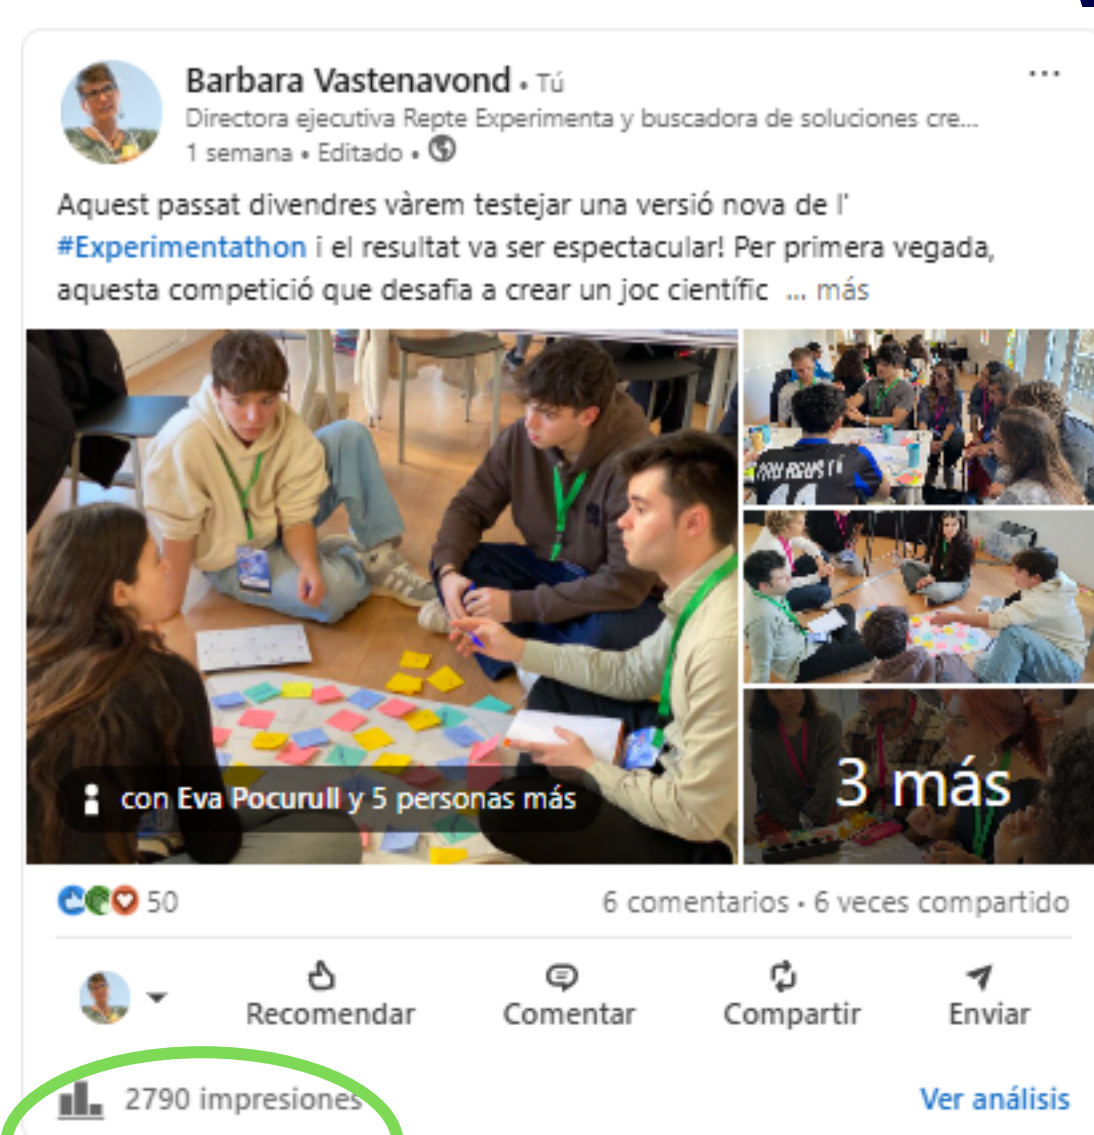 Barbara Vastenavond • Tú
Directora ejecutiva Repte Experimenta y buscadora de soluciones cre...
1 semana • Editado •
Aquest passat divendres vàrem testejar una versió nova de l'
#Experimentathon i el resultat va ser espectacular! Per primera vegada,
aquesta competició que desafia a crear un joc científic ... más
con Eva Pocurull y 5 personas más
3 más
50
6 comentarios • 6 veces compartido
Recomendar
Comentar
Compartir
Enviar
2790 impresiones
Ver análisis